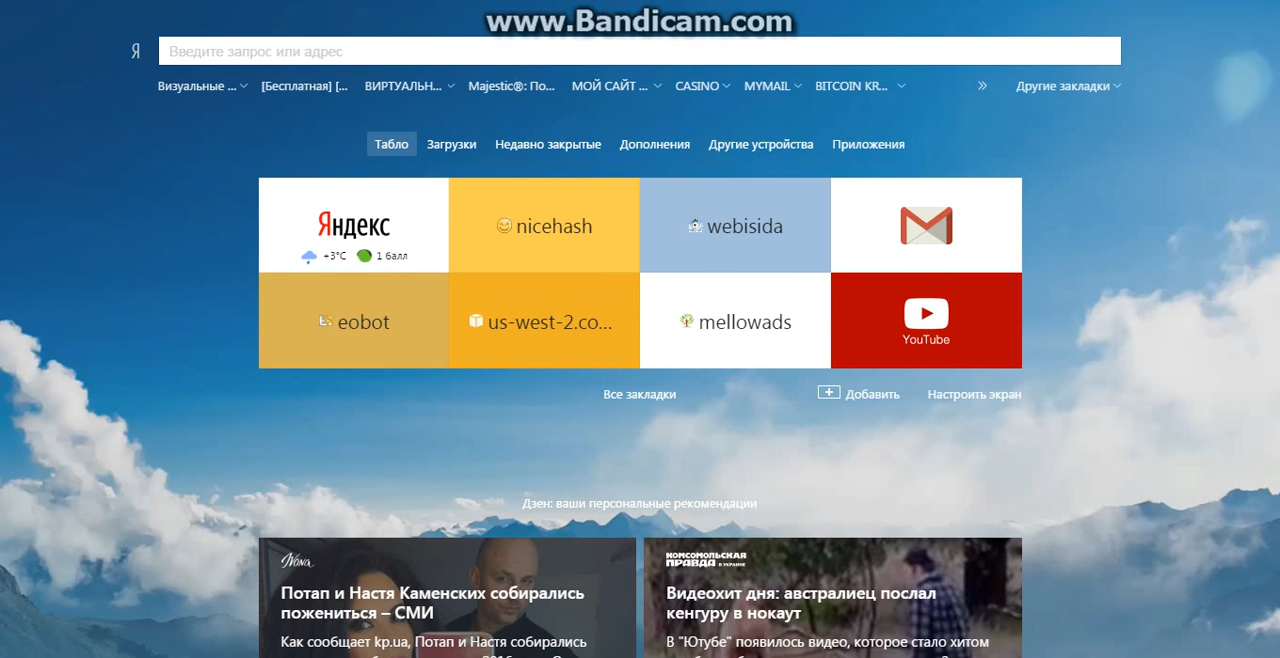 www.Bandicam.com
Я
Введите запрос или адрес
Визуальные ...
[Бесплатная] [...
ВИРТУАЛЬН...
Majestic®: По...
МОЙ САЙТ ...
CASINO
MYMAIL
BITCOIN KR...
»
Другие закладки
Табло
Загрузки
Недавно закрытые
Дополнения
Другие устройства
Приложения
Яндекс
+3°C 1 балл
nicehash
webisida
eobot
us-west-2.co...
mellowads
YouTube
Все закладки
Добавить
Настроить экран
Дзен: ваши персональные рекомендации
Nona
Потап и Настя Каменских собирались
пожениться – СМИ
Как сообщает kp.ua, Потап и Настя собирались
КОМСОМОЛЬСКАЯ
ПРАВДА В УКРАИНЕ
Видеохит дня: австралиец послал
кенгуру в нокаут
В "Ютубе" появилось видео, которое стало хитом